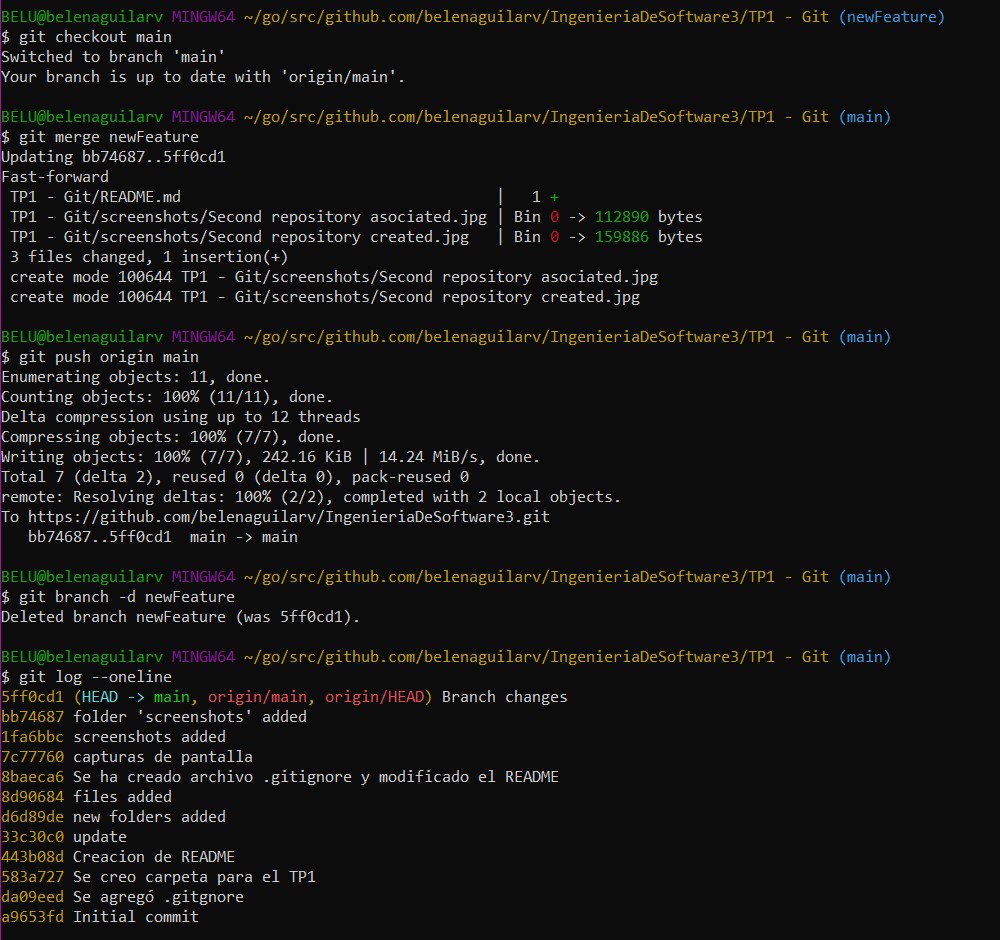 BELU@belenaguilarv MINGW64 ~/go/src/github.com/belenaguilarv/IngenieriaDeSoftware3/TP1 - Git (newFeature)
$ git checkout main
Switched to branch 'main'
Your branch is up to date with 'origin/main'.
BELU@belenaguilarv MINGW64 ~/go/src/github.com/belenaguilarv/IngenieriaDeSoftware3/TP1 - Git (main)
$ git merge newFeature
Updating bb74687..5ff0cd1
Fast-forward
 TP1 - Git/README.md                                   |   1 +
 TP1 - Git/screenshots/Second repository asociated.jpg | Bin 0 -> 112890 bytes
 TP1 - Git/screenshots/Second repository created.jpg   | Bin 0 -> 159886 bytes
 3 files changed, 1 insertion(+)
 create mode 100644 TP1 - Git/screenshots/Second repository asociated.jpg
 create mode 100644 TP1 - Git/screenshots/Second repository created.jpg
BELU@belenaguilarv MINGW64 ~/go/src/github.com/belenaguilarv/IngenieriaDeSoftware3/TP1 - Git (main)
$ git push origin main
Enumerating objects: 11, done.
Counting objects: 100% (11/11), done.
Delta compression using up to 12 threads
Compressing objects: 100% (7/7), done.
Writing objects: 100% (7/7), 242.16 KiB | 14.24 MiB/s, done.
Total 7 (delta 2), reused 0 (delta 0), pack-reused 0
remote: Resolving deltas: 100% (2/2), completed with 2 local objects.
To https://github.com/belenaguilarv/IngenieriaDeSoftware3.git
   bb74687..5ff0cd1  main -> main
BELU@belenaguilarv MINGW64 ~/go/src/github.com/belenaguilarv/IngenieriaDeSoftware3/TP1 - Git (main)
$ git branch -d newFeature
Deleted branch newFeature (was 5ff0cd1).
BELU@belenaguilarv MINGW64 ~/go/src/github.com/belenaguilarv/IngenieriaDeSoftware3/TP1 - Git (main)
$ git log --oneline
5ff0cd1 (HEAD -> main, origin/main, origin/HEAD) Branch changes
bb74687 folder 'screenshots' added
1fa6bbc screenshots added
7c77760 capturas de pantalla
8baeca6 Se ha creado archivo .gitignore y modificado el README
8d90684 files added
d6d89de new folders added
33c30c0 update
443b08d Creacion de README
583a727 Se creo carpeta para el TP1
da09eed Se agregó .gitgnore
a9653fd Initial commit